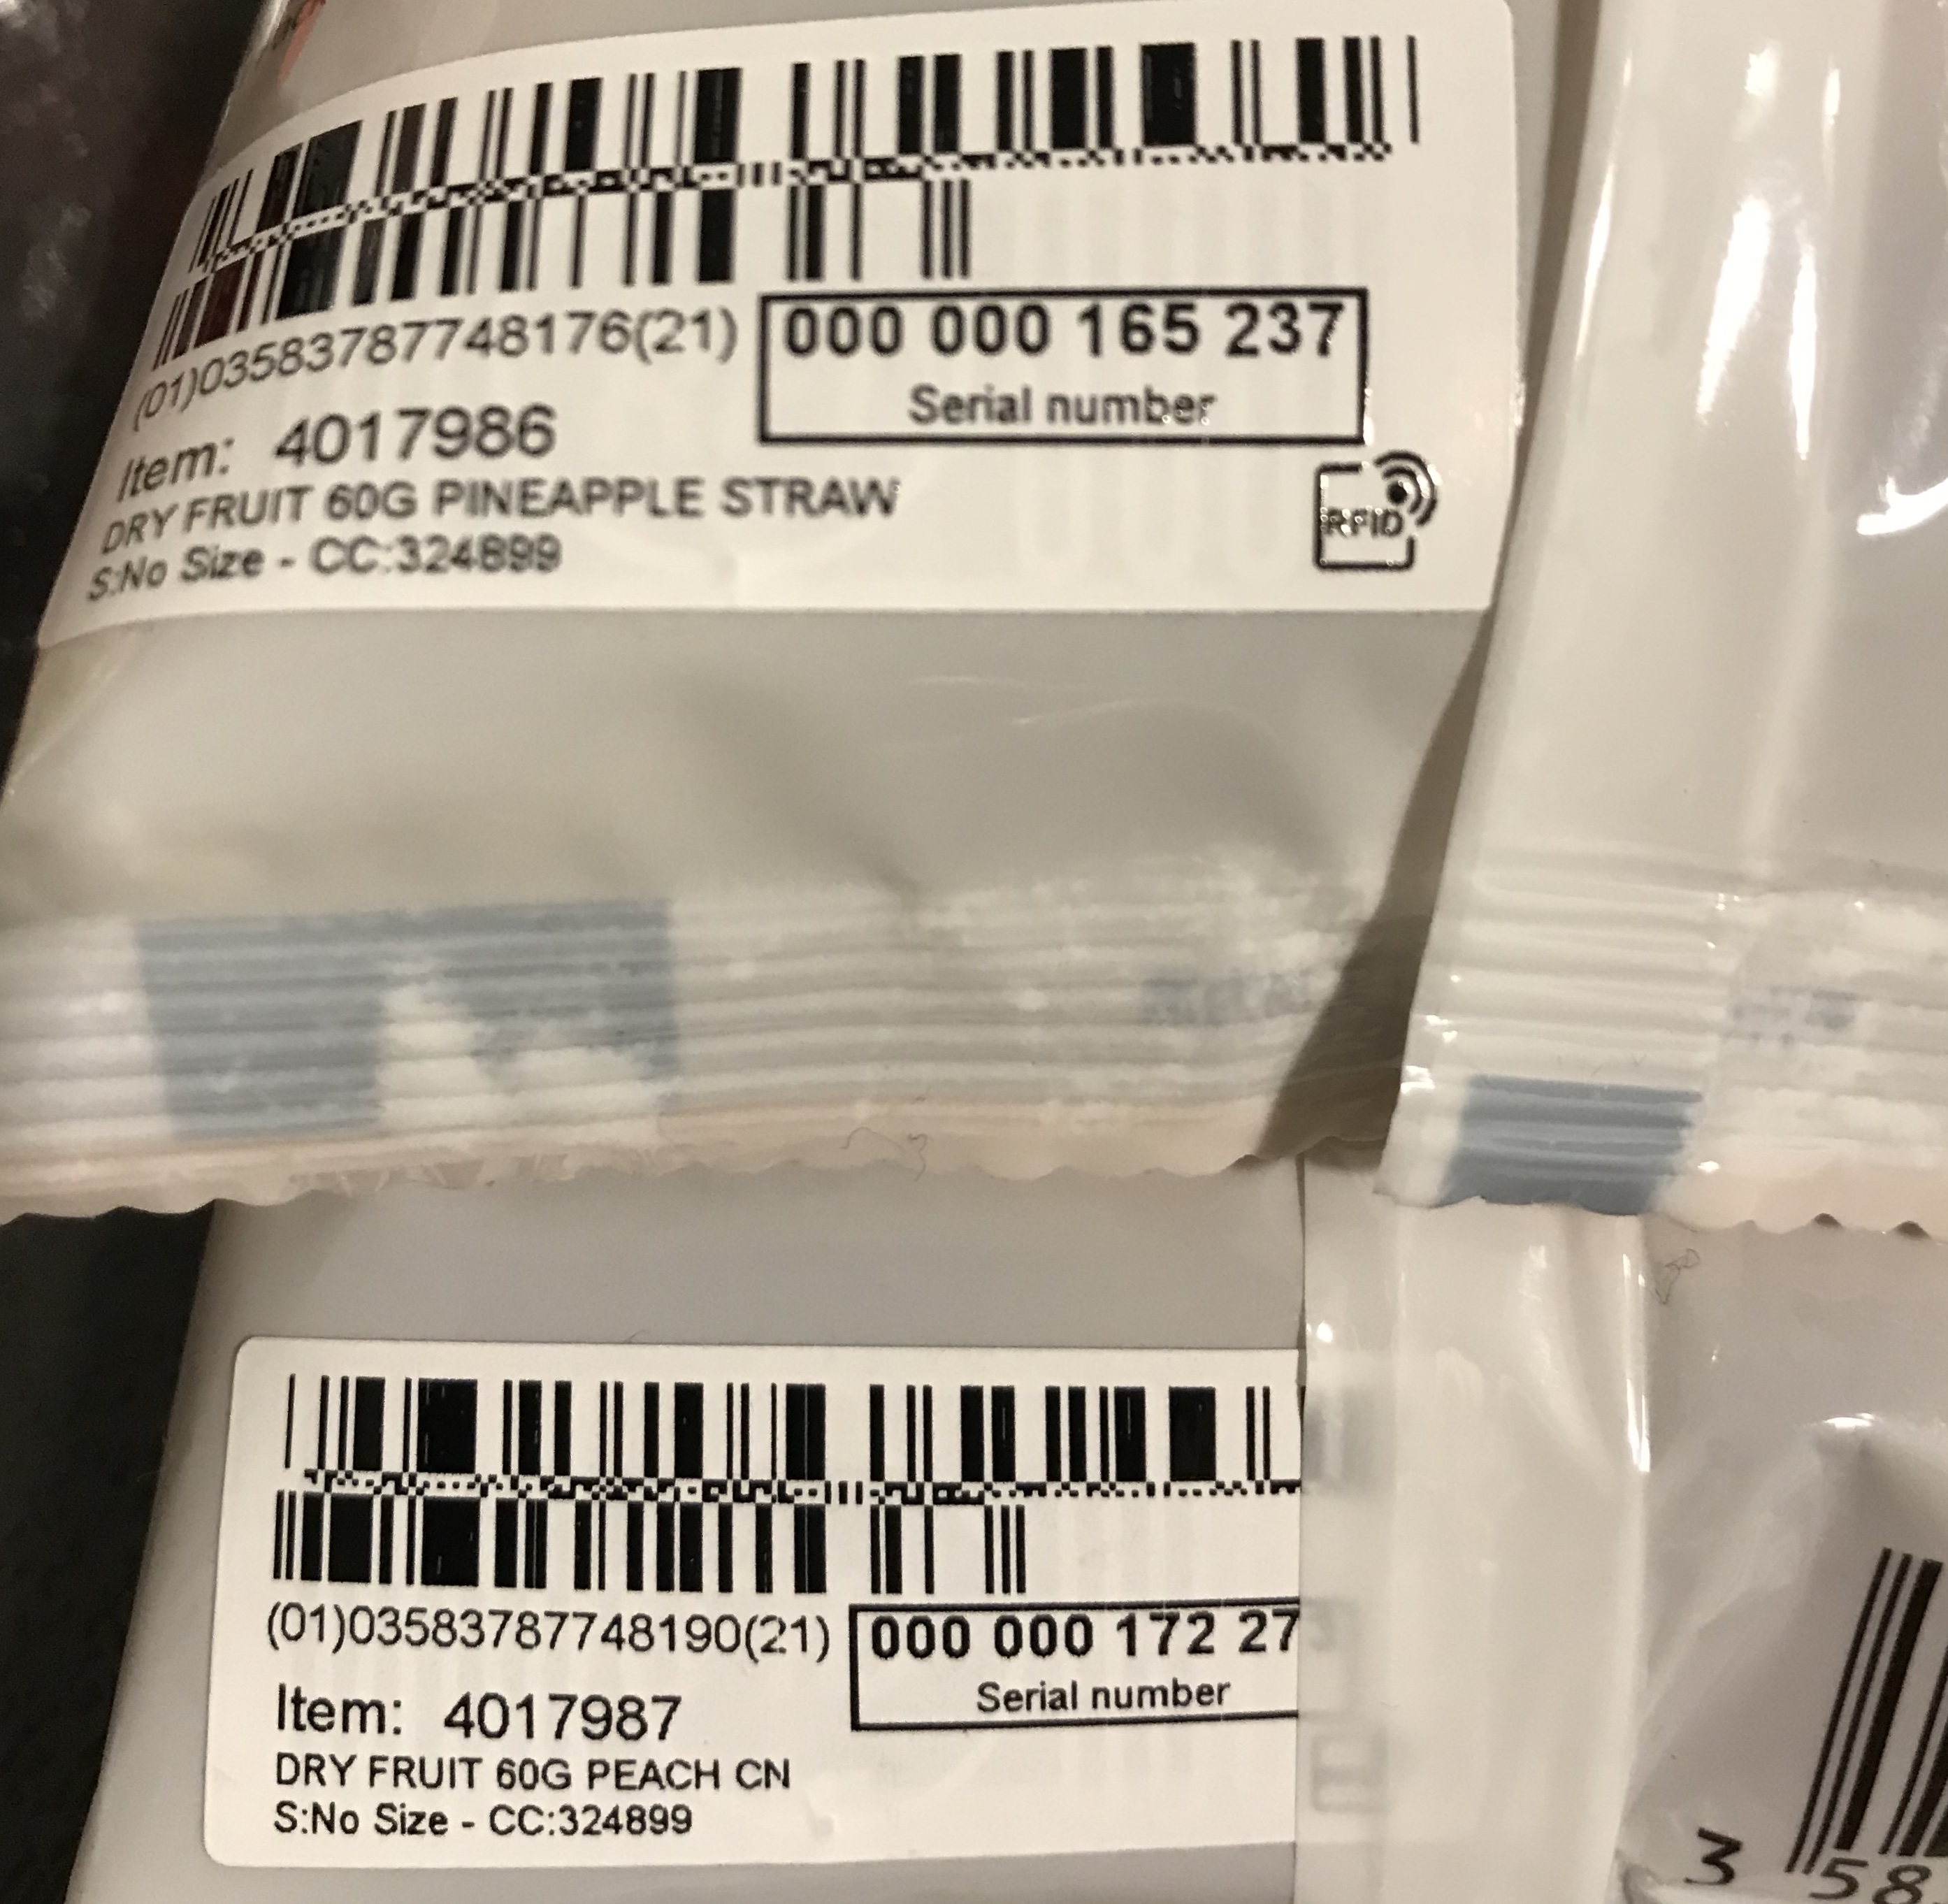 (01)03583787748176(21)
000 000 165 237
Serial number
Item: 4017986
DRY FRUIT 60G PINEAPPLE STRAW
S:No Size - CC:324899
RFID
(01)03583787748190(21)
000 000 172 27
Serial number
Item: 4017987
DRY FRUIT 60G PEACH CN
S:No Size - CC:324899
3 58